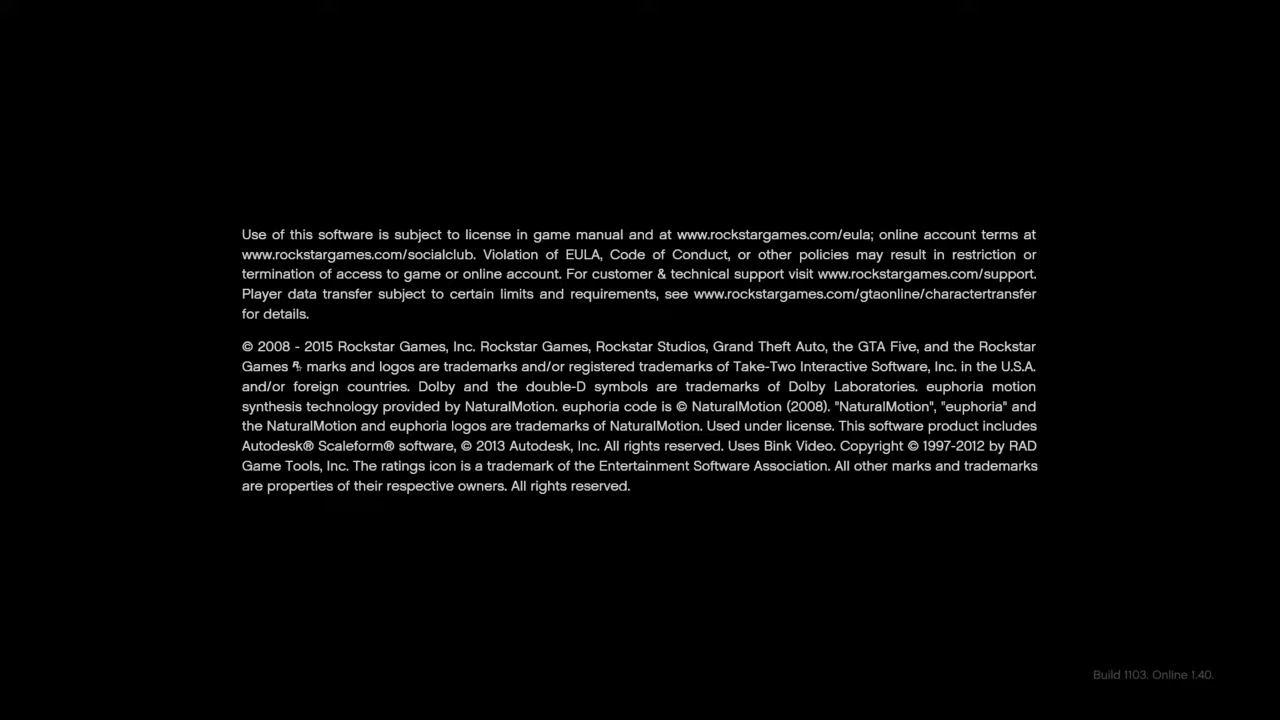 Use of this software is subject to license in game manual and at www.rockstargames.com/eula; online account terms at
www.rockstargames.com/socialclub. Violation of EULA, Code of Conduct, or other policies may result in restriction or
termination of access to game or online account. For customer & technical support visit www.rockstargames.com/support.
Player data transfer subject to certain limits and requirements, see www.rockstargames.com/gtaonline/charactertransfer
for details.
© 2008 - 2015 Rockstar Games, Inc. Rockstar Games, Rockstar Studios, Grand Theft Auto, the GTA Five, and the Rockstar
Games R* marks and logos are trademarks and/or registered trademarks of Take-Two Interactive Software, Inc. in the U.S.A.
and/or foreign countries. Dolby and the double-D symbols are trademarks of Dolby Laboratories. euphoria motion
synthesis technology provided by NaturalMotion. euphoria code is © NaturalMotion (2008). "NaturalMotion", "euphoria" and
the NaturalMotion and euphoria logos are trademarks of NaturalMotion. Used under license. This software product includes
Autodesk® Scaleform® software, © 2013 Autodesk, Inc. All rights reserved. Uses Bink Video. Copyright © 1997-2012 by RAD
Game Tools, Inc. The ratings icon is a trademark of the Entertainment Software Association. All other marks and trademarks
are properties of their respective owners. All rights reserved.
Build 1103. Online 1.40.